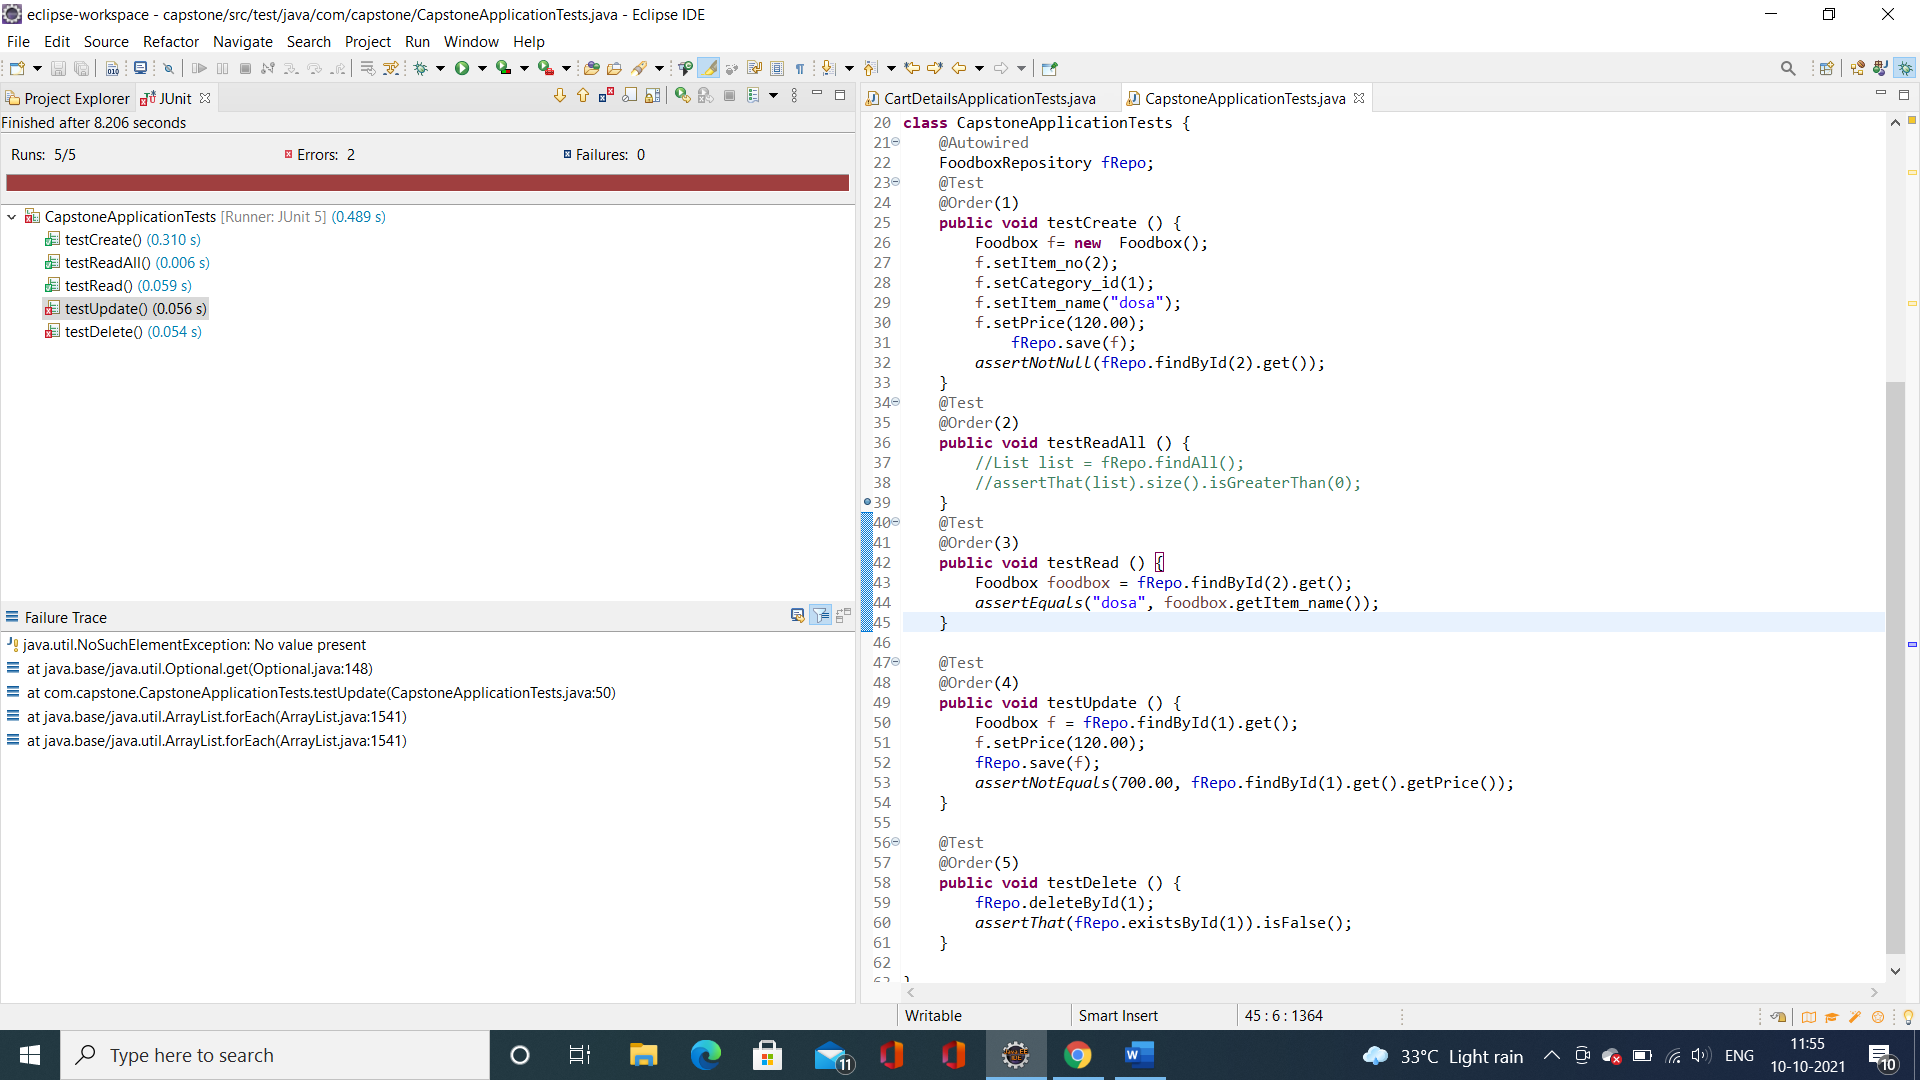 eclipse-workspace - capstone/src/test/java/com/capstone/CapstoneApplicationTests.java - Eclipse IDE
File Edit Source Refactor Navigate Search Project Run Window Help
Project Explorer JUnit
Finished after 8.206 seconds
Runs: 5/5 Errors: 2 Failures: 0
CapstoneApplicationTests [Runner: JUnit 5] (0.489 s)
testCreate() (0.310 s)
testReadAll() (0.006 s)
testRead() (0.059 s)
testUpdate() (0.056 s)
testDelete() (0.054 s)
Failure Trace
java.util.NoSuchElementException: No value present
at java.base/java.util.Optional.get(Optional.java:148)
at com.capstone.CapstoneApplicationTests.testUpdate(CapstoneApplicationTests.java:50)
at java.base/java.util.ArrayList.forEach(ArrayList.java:1541)
at java.base/java.util.ArrayList.forEach(ArrayList.java:1541)
CartDetailsApplicationTests.java CapstoneApplicationTests.java
20 class CapstoneApplicationTests {
21 @Autowired
22 FoodboxRepository fRepo;
23 @Test
24 @Order(1)
25 public void testCreate () {
26 Foodbox f= new  Foodbox();
27 f.setItem_no(2);
28 f.setCategory_id(1);
29 f.setItem_name("dosa");
30 f.setPrice(120.00);
31 fRepo.save(f);
32 assertNotNull(fRepo.findById(2).get());
33 }
34 @Test
35 @Order(2)
36 public void testReadAll () {
37 //List list = fRepo.findAll();
38 //assertThat(list).size().isGreaterThan(0);
39 }
40 @Test
41 @Order(3)
42 public void testRead () {
43 Foodbox foodbox = fRepo.findById(2).get();
44 assertEquals("dosa", foodbox.getItem_name());
45 }
46
47 @Test
48 @Order(4)
49 public void testUpdate () {
50 Foodbox f = fRepo.findById(1).get();
51 f.setPrice(120.00);
52 fRepo.save(f);
53 assertNotEquals(700.00, fRepo.findById(1).get().getPrice());
54 }
55
56 @Test
57 @Order(5)
58 public void testDelete () {
59 fRepo.deleteById(1);
60 assertThat(fRepo.existsById(1)).isFalse();
61 }
62
Writable Smart Insert 45 : 6 : 1364
Type here to search
11
33°C Light rain ENG
11:55
10-10-2021
10